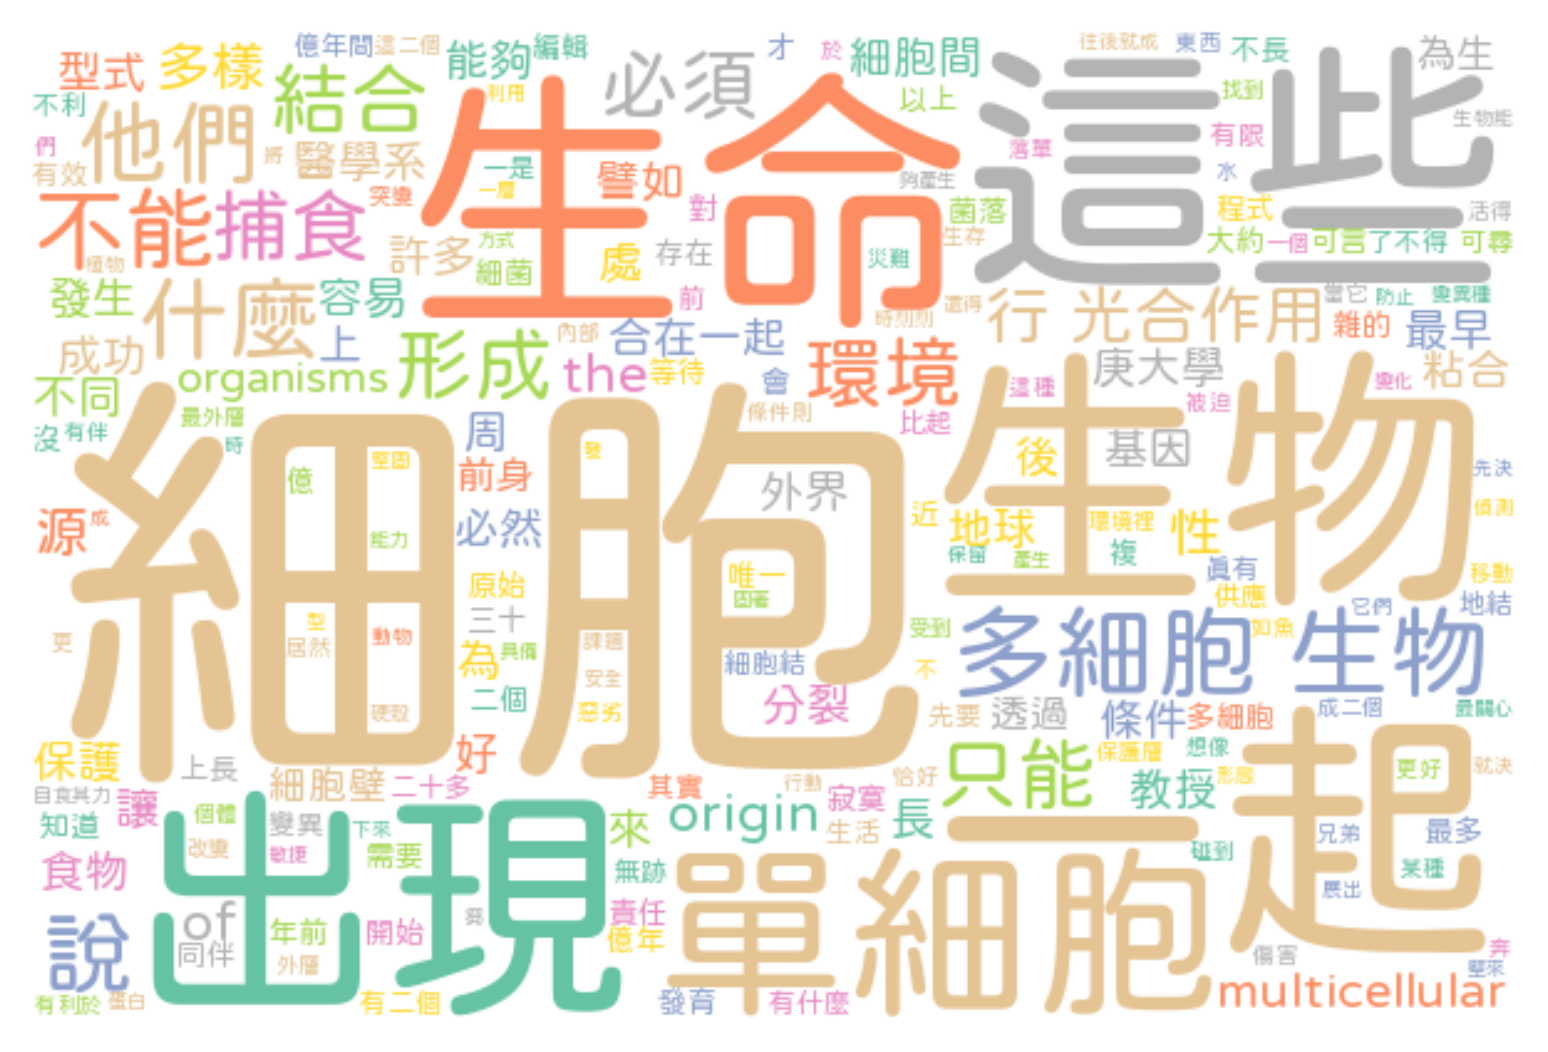 億年間
這二個
能夠
編輯
才
於
細胞間
往後就成
東西
不長
為生
型式
多樣
結合
必須
不利
利用
以上
找到
生物能
他們
生命
這些
們
將
醫學系
一是
譬如
落單
有限
有效
一層
夠產生
水
不能
捕食
突變
對
菌落
程式
活得
植物
許多
方式
細菌
處
存在
災難
生存
大約
一個
可言
了不得
可尋
發生
什麼
容易
前
時刻刻
還得
行
光合作用
當它
防止
變異種
成功
上
形成
內部
合在一起
環境
雜的
最早
不同
organisms
the
等待
會
庚大學
粘合
最外層
條件則
這種
變化
沒
有伴
時
周
比起
被迫
細胞
生物
億
堅固
發
前身
外界
後
基因
先決
源
成
能力
必然
近
地球
環境裡
性
偵測
原始
唯一
固著
保留
產生
複
真有
移動
型
三十
供應
它們
地結
更
居然
動物
為
具備
課題
細胞結
受到
多細胞 生物
如魚
硬殼
二個
安全
惡劣
分裂
不
先要
透過
條件
多細胞
成二個
最關心
保護
上長
好
只能
保護層
想像
一起
更好
就決
細胞壁
二十多
其實
行動
恰好
教授
形態
自食其力
讓
出現
寂寞
知道
個體
變異
下來
來
origin
生活
長
兄弟
最多
改變
敏捷
需要
碰到
食物
無跡
單細胞
某種
展出
說
of
同伴
年前
開始
責任
億年
傷害
奔
外層
堅來
有利於
蛋白
有二個
發育
有什麼
multicellular